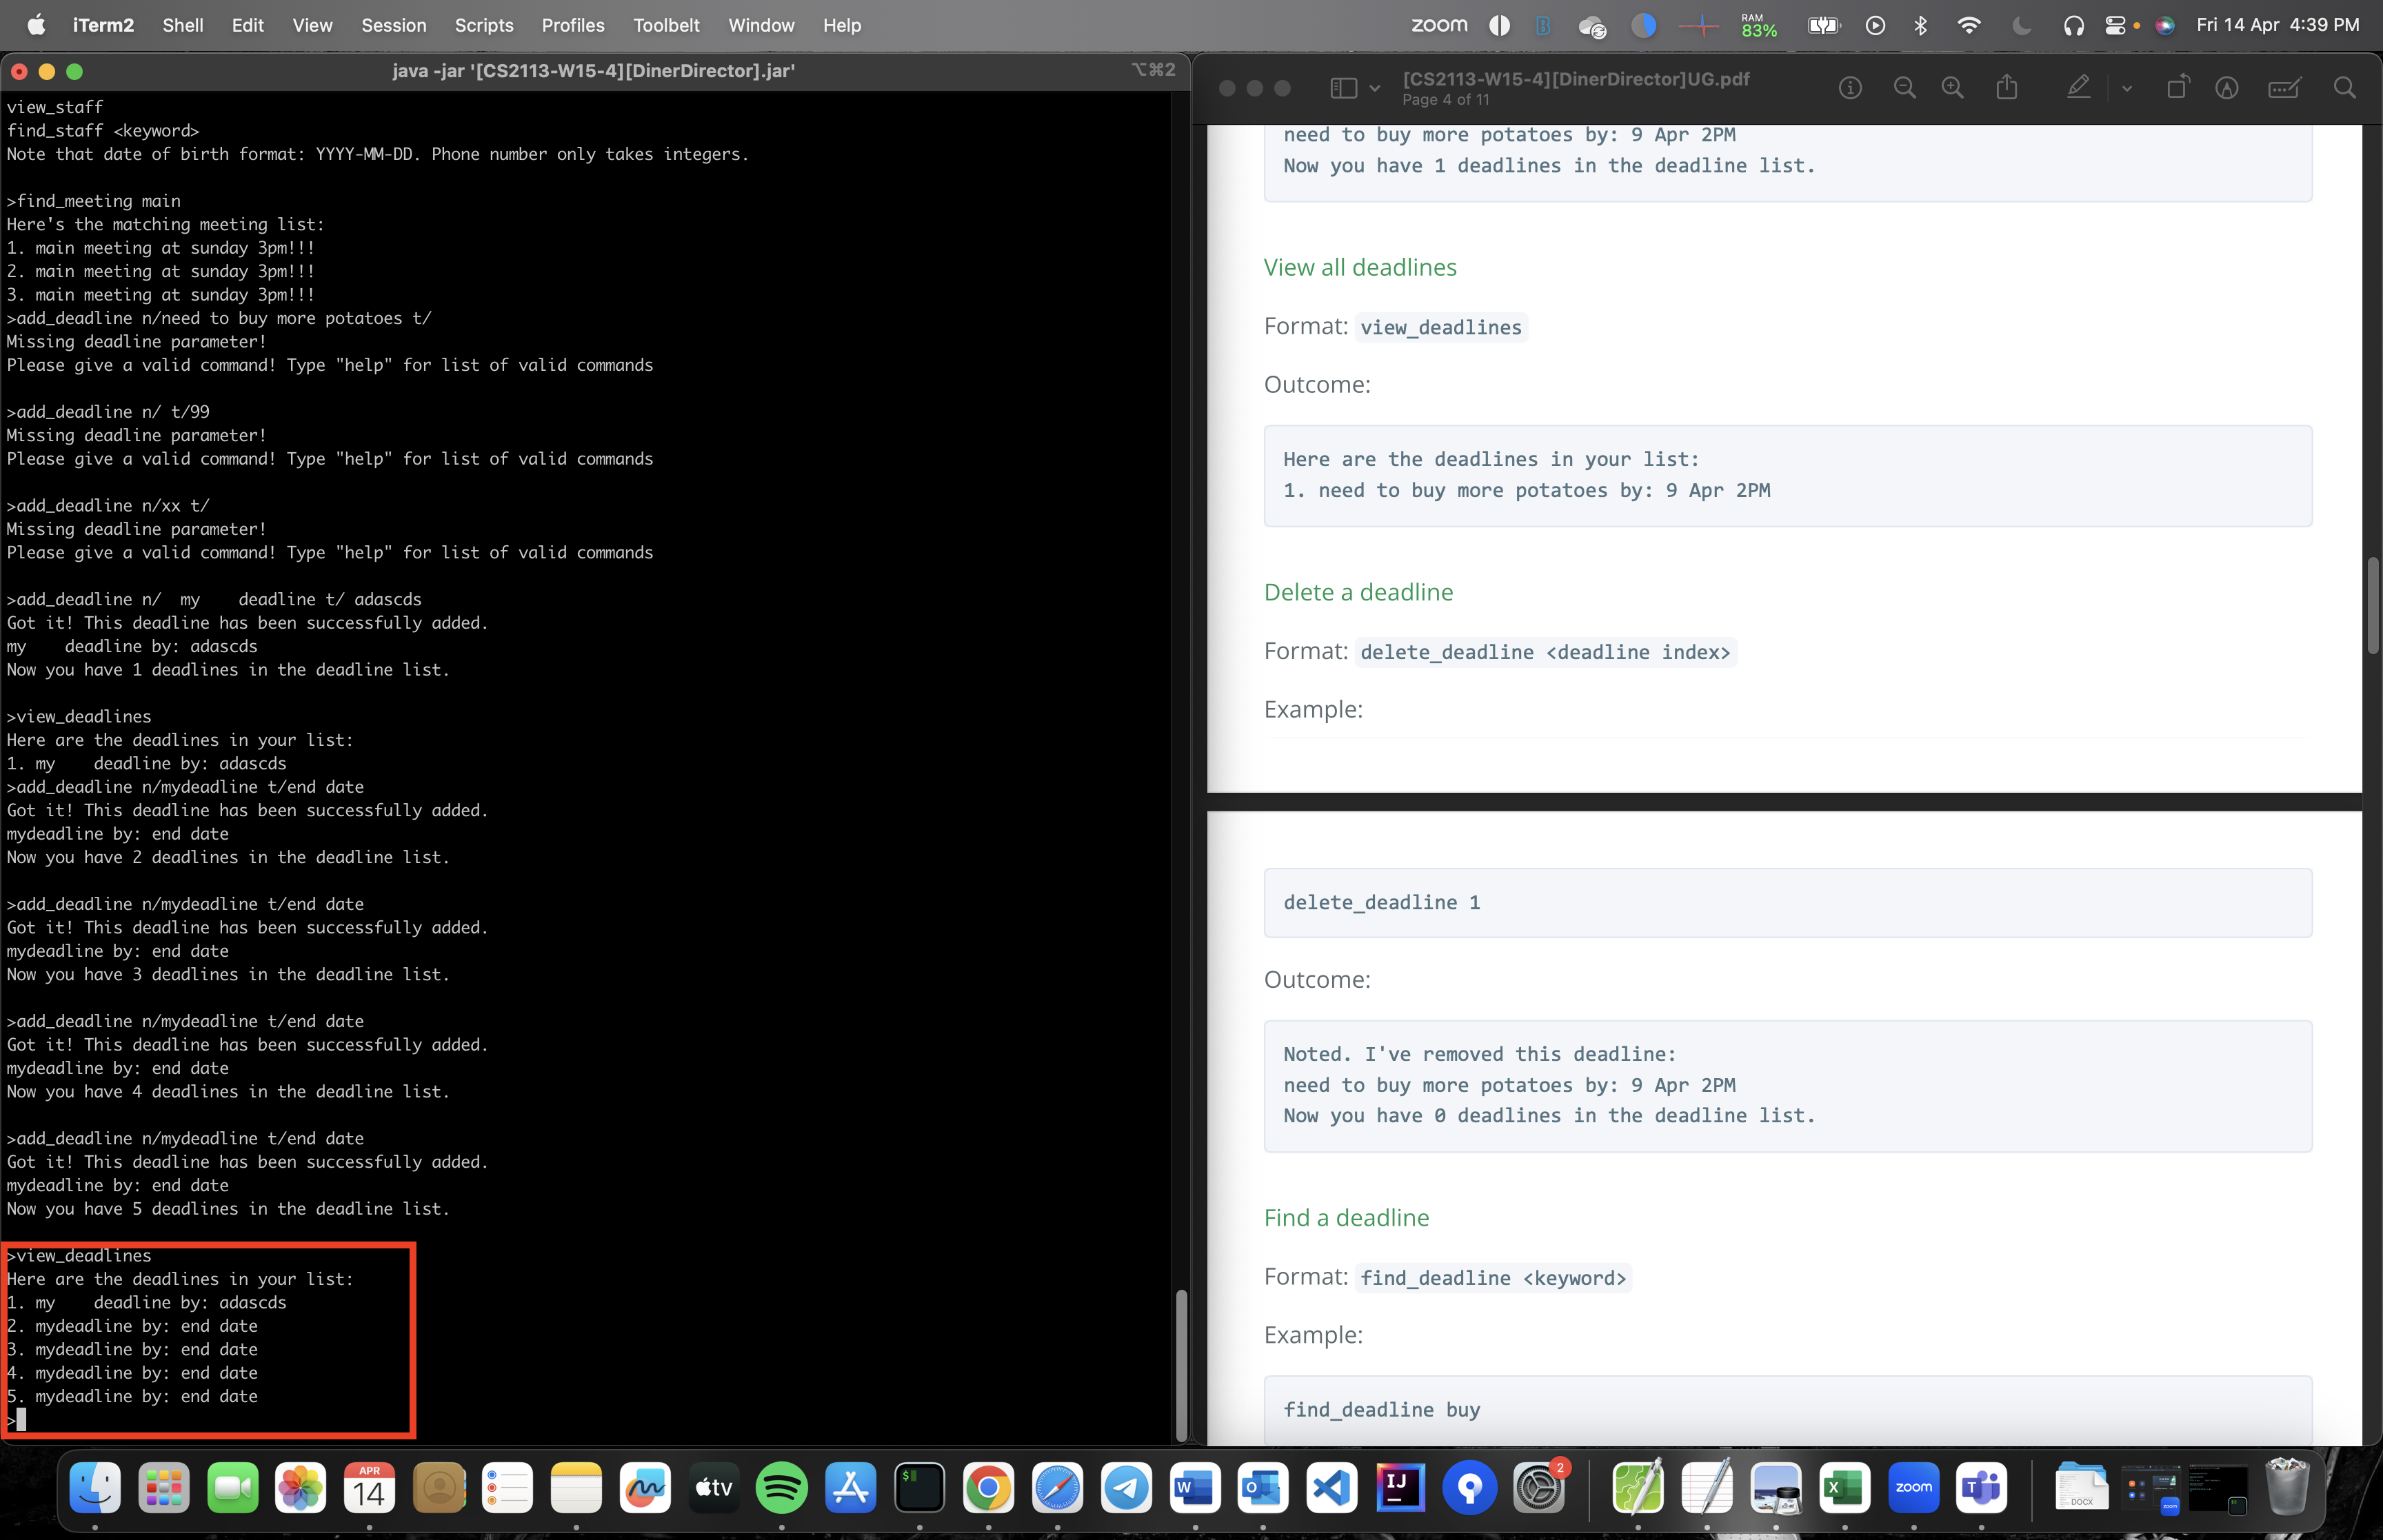 iTerm2 Shell Edit View Session Scripts Profiles Toolbelt Window Help
zoom RAM 83% Fri 14 Apr 4:39 PM
java -jar '[CS2113-W15-4][DinerDirector].jar'
⌥⌘2
view_staff
find_staff <keyword>
Note that date of birth format: YYYY-MM-DD. Phone number only takes integers.
>find_meeting main
Here's the matching meeting list:
1. main meeting at sunday 3pm!!!
2. main meeting at sunday 3pm!!!
3. main meeting at sunday 3pm!!!
>add_deadline n/need to buy more potatoes t/
Missing deadline parameter!
Please give a valid command! Type "help" for list of valid commands
>add_deadline n/ t/99
Missing deadline parameter!
Please give a valid command! Type "help" for list of valid commands
>add_deadline n/xx t/
Missing deadline parameter!
Please give a valid command! Type "help" for list of valid commands
>add_deadline n/  my    deadline t/ adascds
Got it! This deadline has been successfully added.
my    deadline by: adascds
Now you have 1 deadlines in the deadline list.
>view_deadlines
Here are the deadlines in your list:
1. my    deadline by: adascds
>add_deadline n/mydeadline t/end date
Got it! This deadline has been successfully added.
mydeadline by: end date
Now you have 2 deadlines in the deadline list.
>add_deadline n/mydeadline t/end date
Got it! This deadline has been successfully added.
mydeadline by: end date
Now you have 3 deadlines in the deadline list.
>add_deadline n/mydeadline t/end date
Got it! This deadline has been successfully added.
mydeadline by: end date
Now you have 4 deadlines in the deadline list.
>add_deadline n/mydeadline t/end date
Got it! This deadline has been successfully added.
mydeadline by: end date
Now you have 5 deadlines in the deadline list.
>view_deadlines
Here are the deadlines in your list:
1. my    deadline by: adascds
2. mydeadline by: end date
3. mydeadline by: end date
4. mydeadline by: end date
5. mydeadline by: end date
>
[CS2113-W15-4][DinerDirector]UG.pdf
Page 4 of 11
need to buy more potatoes by: 9 Apr 2PM
Now you have 1 deadlines in the deadline list.
View all deadlines
Format: view_deadlines
Outcome:
Here are the deadlines in your list:
1. need to buy more potatoes by: 9 Apr 2PM
Delete a deadline
Format: delete_deadline <deadline index>
Example:
delete_deadline 1
Outcome:
Noted. I've removed this deadline:
need to buy more potatoes by: 9 Apr 2PM
Now you have 0 deadlines in the deadline list.
Find a deadline
Format: find_deadline <keyword>
Example:
find_deadline buy
APR
14
tv
$
W
O
IJ
2
X
zoom
T
DOCX
zoom